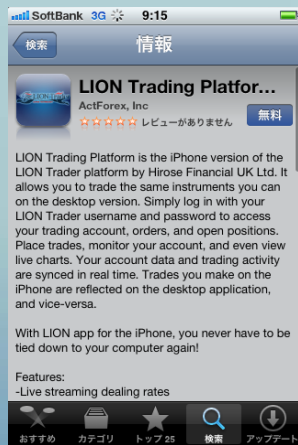 SoftBank 3G 9:15
検索 情報
LION Trading Platfor...
ActForex, Inc
レビューがありません 無料
LION Trading Platform is the iPhone version of the
LION Trader platform by Hirose Financial UK Ltd. It
allows you to trade the same instruments you can
on the desktop version. Simply log in with your
LION Trader username and password to access
your trading account, orders, and open positions.
Place trades, monitor your account, and even view
live charts. Your account data and trading activity
are synced in real time. Trades you make on the
iPhone are reflected on the desktop application,
and vice-versa.
With LION app for the iPhone, you never have to be
tied down to your computer again!
Features:
-Live streaming dealing rates
おすすめ カテゴリ トップ 25 検索 アップデート